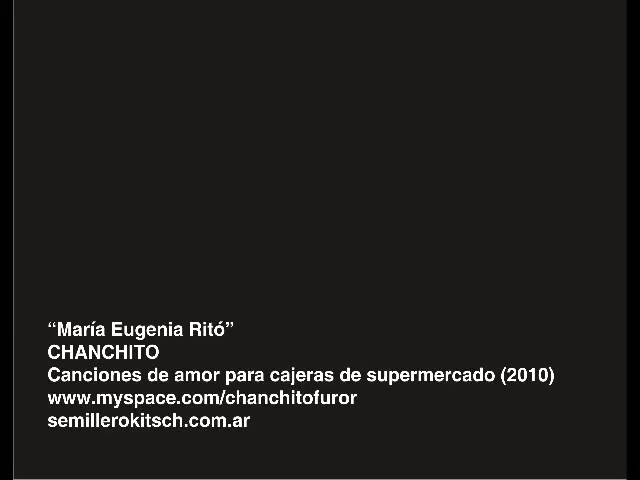 “María Eugenia Ritó”
CHANCHITO
Canciones de amor para cajeras de supermercado (2010)
www.myspace.com/chanchitofuror
semillerokitsch.com.ar